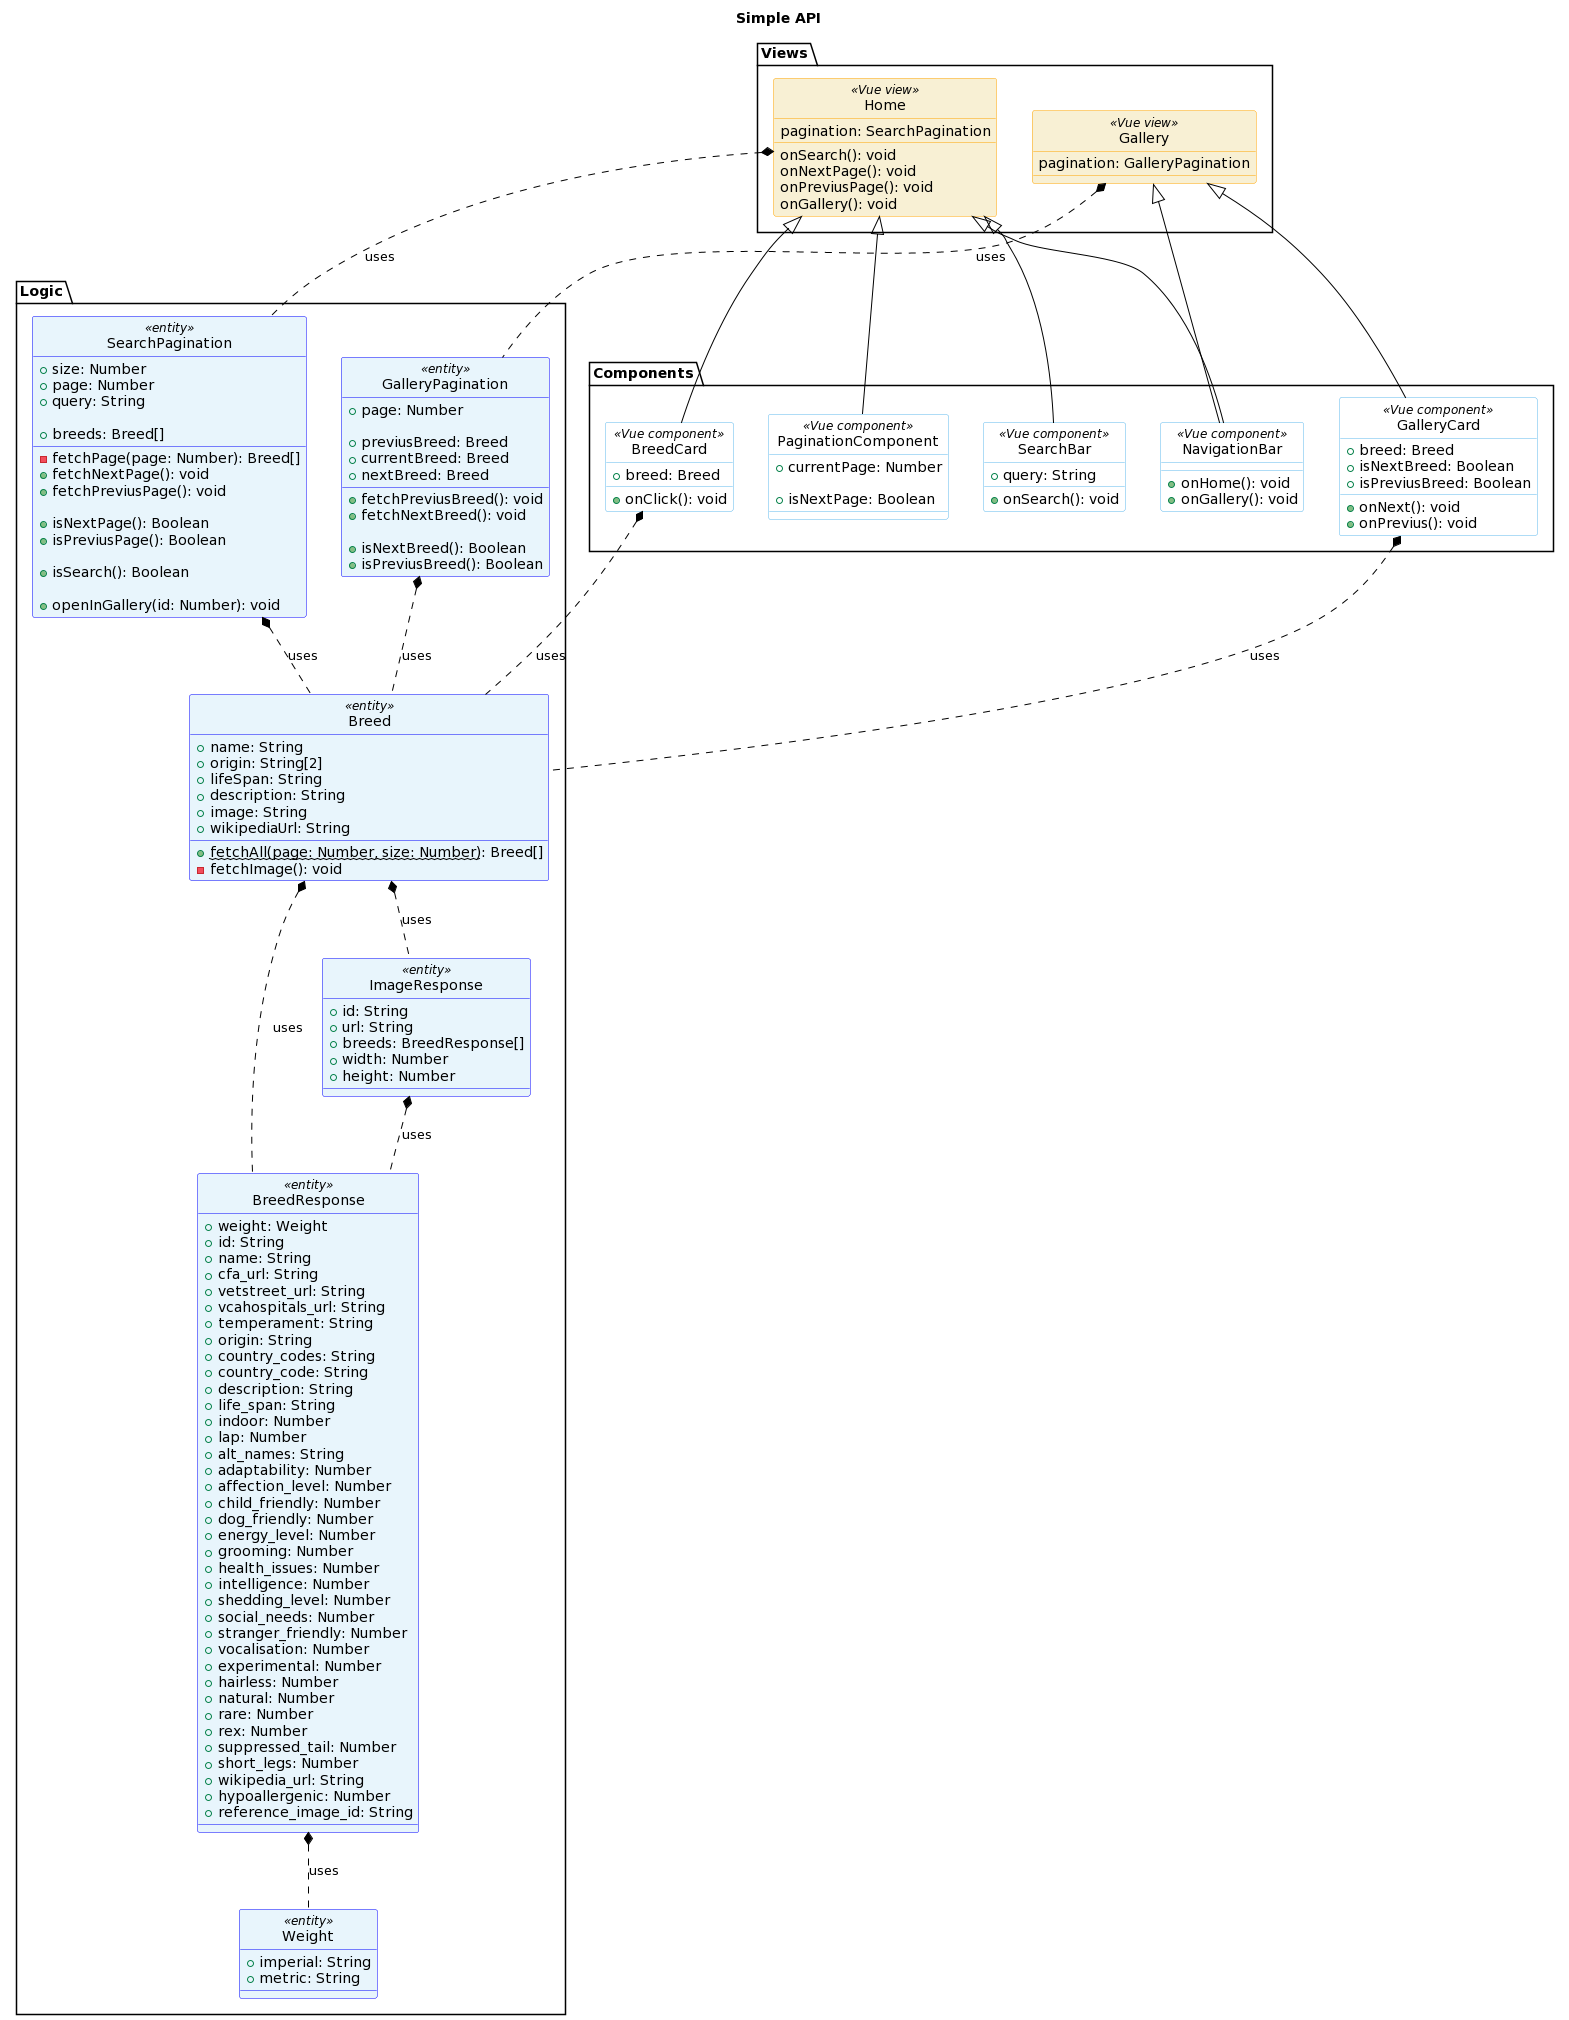 Simple API
Views
«Vue view»
Home
pagination: SearchPagination
onSearch(): void
onNextPage(): void
onPreviusPage(): void
onGallery(): void
«Vue view»
Gallery
pagination: GalleryPagination
uses
uses
Logic
«entity»
SearchPagination
size: Number
page: Number
query: String
breeds: Breed[]
fetchPage(page: Number): Breed[]
fetchNextPage(): void
fetchPreviusPage(): void
isNextPage(): Boolean
isPreviusPage(): Boolean
isSearch(): Boolean
openInGallery(id: Number): void
«entity»
GalleryPagination
page: Number
previusBreed: Breed
currentBreed: Breed
nextBreed: Breed
fetchPreviusBreed(): void
fetchNextBreed(): void
isNextBreed(): Boolean
isPreviusBreed(): Boolean
Components
«Vue component»
BreedCard
breed: Breed
onClick(): void
«Vue component»
PaginationComponent
currentPage: Number
isNextPage: Boolean
«Vue component»
SearchBar
query: String
onSearch(): void
«Vue component»
NavigationBar
onHome(): void
onGallery(): void
«Vue component»
GalleryCard
breed: Breed
isNextBreed: Boolean
isPreviusBreed: Boolean
onNext(): void
onPrevius(): void
uses
uses
uses
uses
«entity»
Breed
name: String
origin: String[2]
lifeSpan: String
description: String
image: String
wikipediaUrl: String
fetchAll(page: Number, size: Number): Breed[]
fetchImage(): void
uses
uses
«entity»
ImageResponse
id: String
url: String
breeds: BreedResponse[]
width: Number
height: Number
uses
«entity»
BreedResponse
weight: Weight
id: String
name: String
cfa_url: String
vetstreet_url: String
vcahospitals_url: String
temperament: String
origin: String
country_codes: String
country_code: String
description: String
life_span: String
indoor: Number
lap: Number
alt_names: String
adaptability: Number
affection_level: Number
child_friendly: Number
dog_friendly: Number
energy_level: Number
grooming: Number
health_issues: Number
intelligence: Number
shedding_level: Number
social_needs: Number
stranger_friendly: Number
vocalisation: Number
experimental: Number
hairless: Number
natural: Number
rare: Number
rex: Number
suppressed_tail: Number
short_legs: Number
wikipedia_url: String
hypoallergenic: Number
reference_image_id: String
uses
«entity»
Weight
imperial: String
metric: String